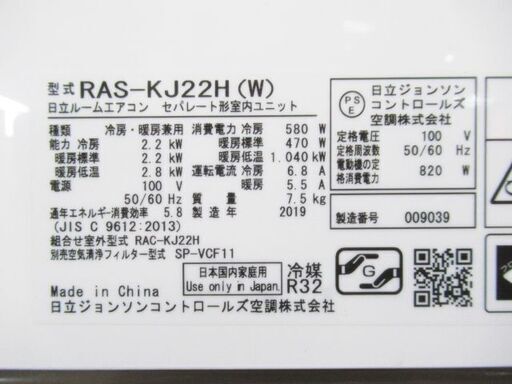 型式 RAS-KJ22H (W)
日立ルームエアコン セパレート形室内ユニット
種類 冷房・暖房兼用
能力 冷房 2.2 kW
暖房標準 2.2 kW
暖房低温 2.8 kW
電源 100 V
50/60 Hz
通年エネルギー消費効率 5.8
(JIS C 9612:2013)
組合せ室外型式 RAC-KJ22H
別売空気清浄フィルター型式 SP-VCF11
消費電力 冷房 580 W
暖房標準 470 W
暖房低温 1.040 kW
運転電流 冷房 6.8 A
暖房 5.5 A
質量 7.5 kg
製造年 2019
PS
E
日立ジョンソン
コントロールズ
空調株式会社
定格電圧 100 V
定格周波数 50/60 Hz
電動機の定
格消費電力 820 W
製造番号 009039
日本国内家庭用
Use only in Japan.
冷媒
R32
G
Made in China
日立ジョンソンコントロールズ空調株式会社